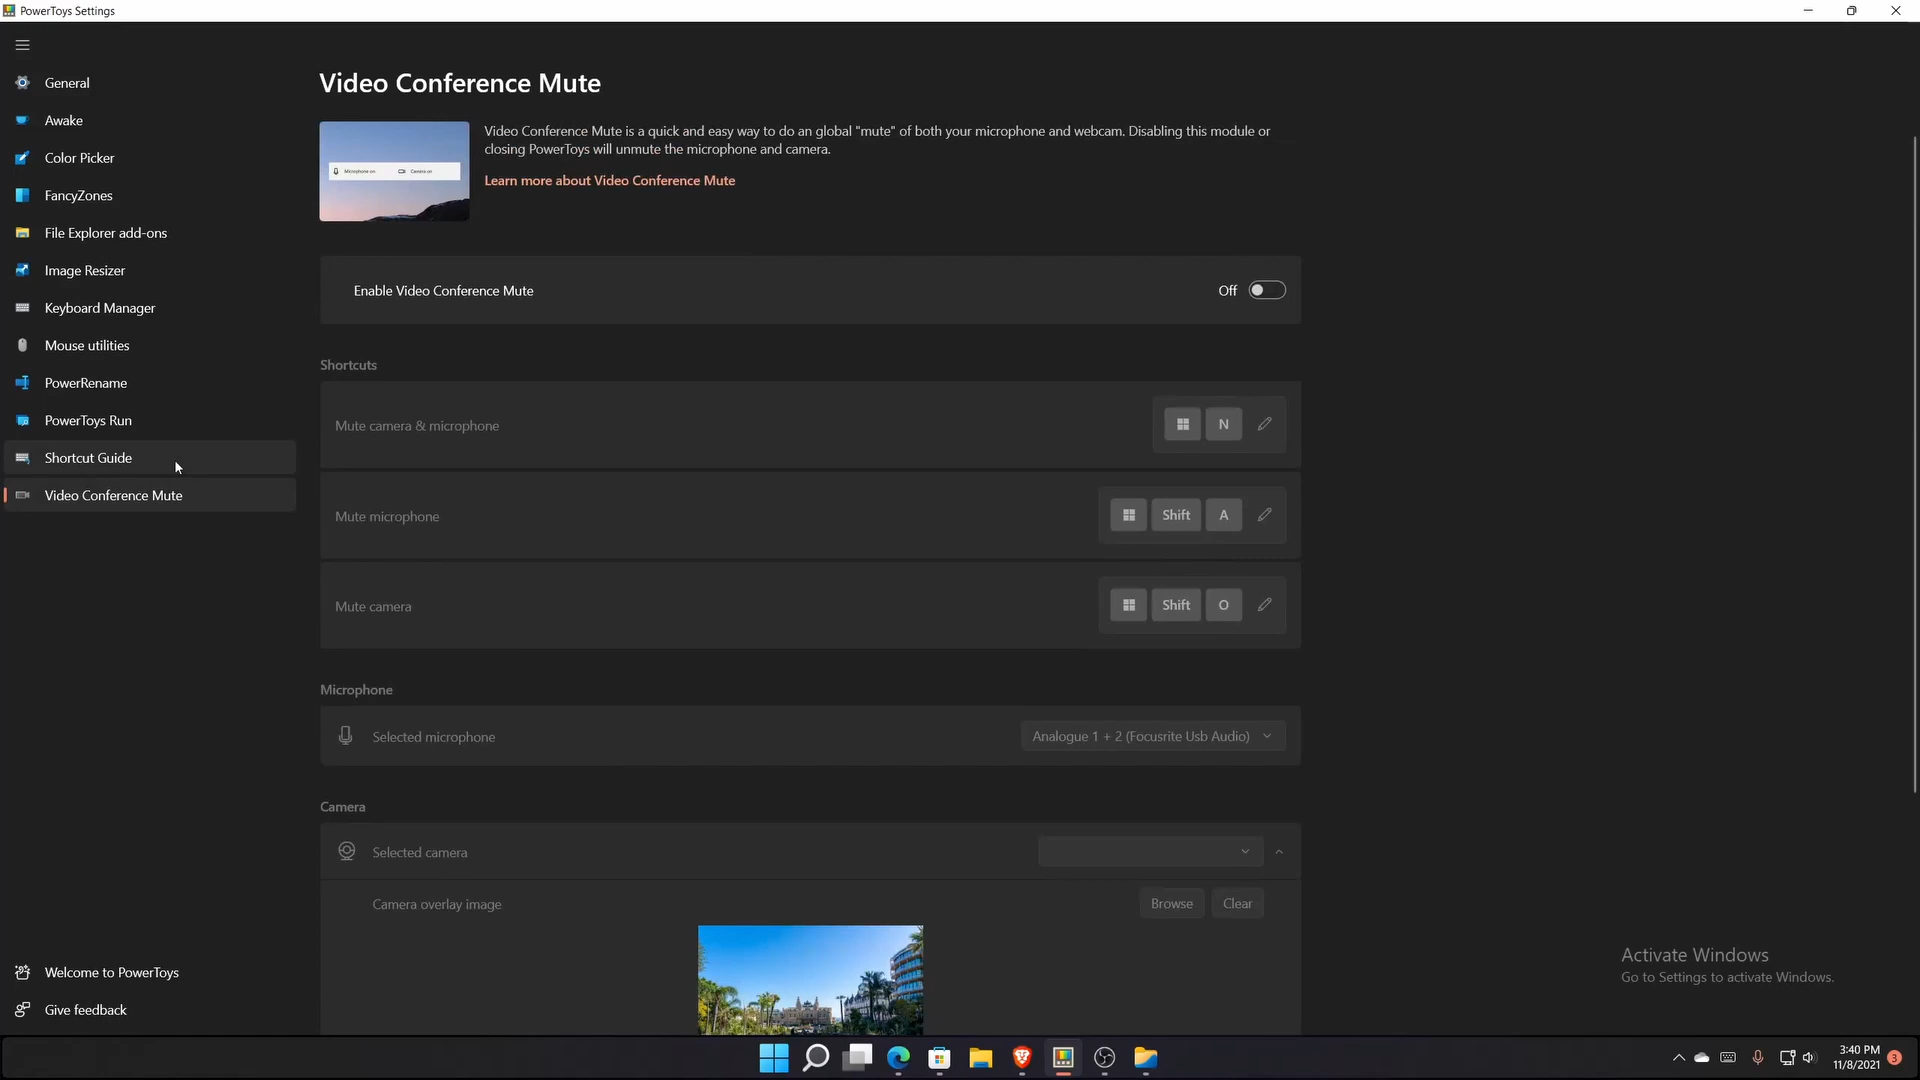 PowerToys Settings
General
Awake
Color Picker
FancyZones
File Explorer add-ons
Image Resizer
Keyboard Manager
Mouse utilities
PowerRename
PowerToys Run
Shortcut Guide
Video Conference Mute
Welcome to PowerToys
Give feedback
Video Conference Mute
Microphone on Camera on
Video Conference Mute is a quick and easy way to do an global "mute" of both your microphone and webcam. Disabling this module or
closing PowerToys will unmute the microphone and camera.
Learn more about Video Conference Mute
Enable Video Conference Mute Off
Shortcuts
Mute camera & microphone N
Mute microphone Shift A
Mute camera Shift O
Microphone
Selected microphone Analogue 1 + 2 (Focusrite Usb Audio)
Camera
Selected camera
Camera overlay image Browse Clear
Activate Windows
Go to Settings to activate Windows.
3:40 PM
11/8/2021 3